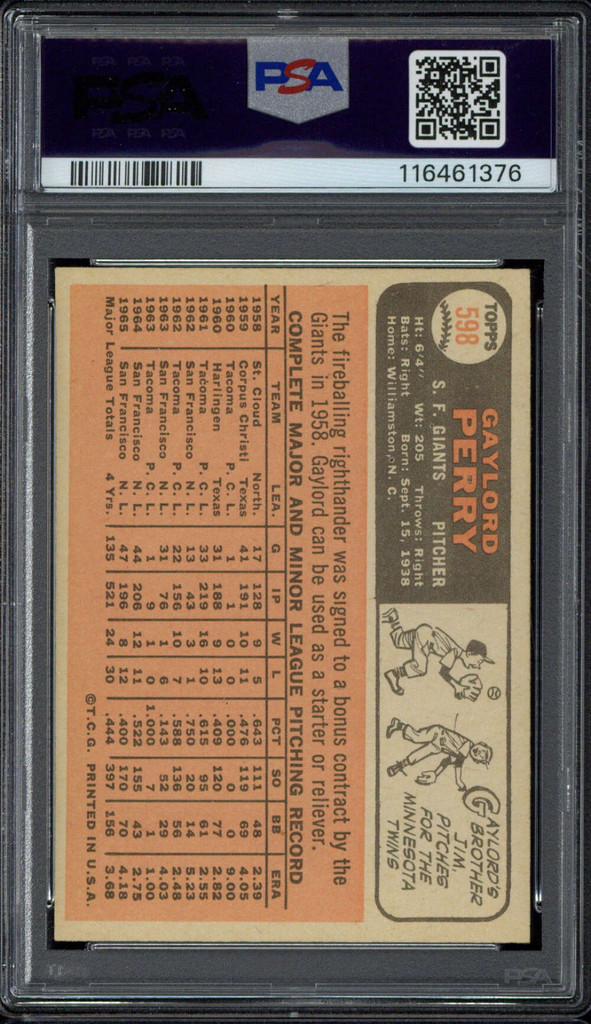 PSA PSA PSA
PSA
PSA PSA PSA
PSA
116461376
TOPPS
598
GAYLORD
PERRY
S. F. GIANTS PITCHER
Ht: 6'4" Wt: 205 Throws: Right
Bats: Right Born: Sept. 15, 1938
Home: Williamston, N. C.
GAYLORD'S
BROTHER
JIM,
PITCHES
FOR THE
MINNESOTA
TWINS
The fireballing righthander was signed to a bonus contract by the
Giants in 1958. Gaylord can be used as a starter or reliever.
COMPLETE MAJOR AND MINOR LEAGUE PITCHING RECORD
YEAR TEAM LEA. G IP W L PCT SO BB ERA
1958 St. Cloud North. 17 128 9 5 .643 111 48 2.39
1959 Corpus Christi Texas 41 191 10 11 .476 119 69 4.05
1960 Tacoma P. C. L. 1 1 0 0 .000 0 0 9.00
1960 Harlingen Texas 31 188 9 13 .409 120 77 2.82
1961 Tacoma P. C. L. 33 219 16 10 .615 95 61 2.55
1962 San Francisco N. L. 13 43 3 1 .750 20 14 5.23
1962 Tacoma P. C. L. 22 156 10 7 .588 136 56 2.48
1963 San Francisco N. L. 31 76 1 6 .143 52 29 4.03
1963 Tacoma P. C. L. 1 9 1 0 1.000 7 1 1.00
1964 San Francisco N. L. 44 206 12 11 .522 155 43 2.75
1965 San Francisco N. L. 47 196 8 12 .400 170 70 4.18
Major League Totals 4 Yrs. 135 521 24 30 .444 397 156 3.68
©T.C.G. PRINTED IN U.S.A.
PSA